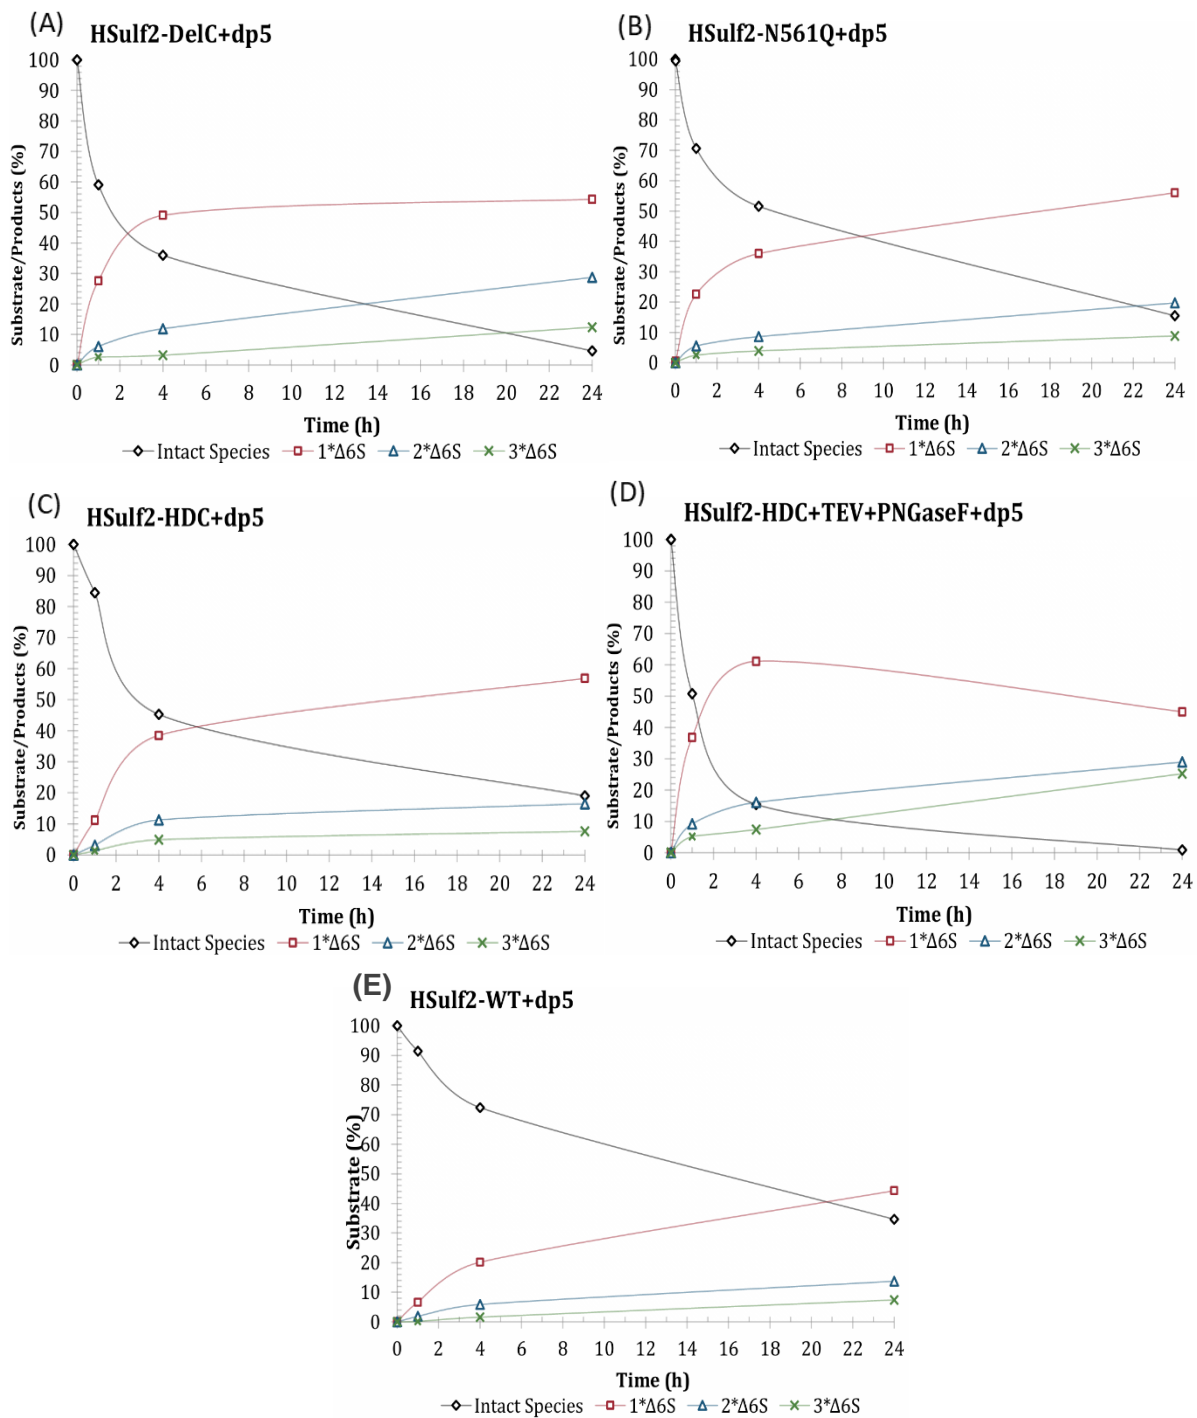 (A)
HSulf2-DelC+dp5
Substrate/Products (%)
100
90
80
70
60
50
40
30
20
10
0
0 2 4 6 8 10 12 14 16 18 20 22 24
Time (h)
Intact Species 1*Δ6S 2*Δ6S 3*Δ6S
(B)
HSulf2-N561Q+dp5
Substrate/Products (%)
100
90
80
70
60
50
40
30
20
10
0
0 2 4 6 8 10 12 14 16 18 20 22 24
Time (h)
Intact Species 1*Δ6S 2*Δ6S 3*Δ6S
(C)
HSulf2-HDC+dp5
Substrate/Products (%)
100
90
80
70
60
50
40
30
20
10
0
0 2 4 6 8 10 12 14 16 18 20 22 24
Time (h)
Intact Species 1*Δ6S 2*Δ6S 3*Δ6S
(D)
HSulf2-HDC+TEV+PNGaseF+dp5
Substrate/Products (%)
100
90
80
70
60
50
40
30
20
10
0
0 2 4 6 8 10 12 14 16 18 20 22 24
Time (h)
Intact Species 1*Δ6S 2*Δ6S 3*Δ6S
(E)
HSulf2-WT+dp5
Substrate (%)
100
90
80
70
60
50
40
30
20
10
0
0 2 4 6 8 10 12 14 16 18 20 22 24
Time (h)
Intact Species 1*Δ6S 2*Δ6S 3*Δ6S